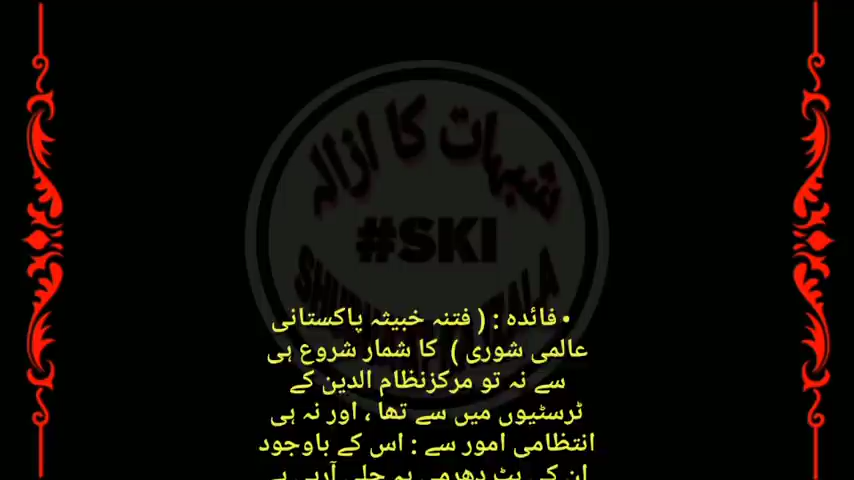 شبہات کا ازالہ
#SKI
• فائدہ : ( فتنہ خبیثہ پاکستانی
عالمی شوری ) کا شمار شروع ہی
سے نہ تو مرکزنظام الدین کے
ٹرسٹیوں میں سے تھا ، اور نہ ہی
انتظامی امور سے : اس کے باوجود